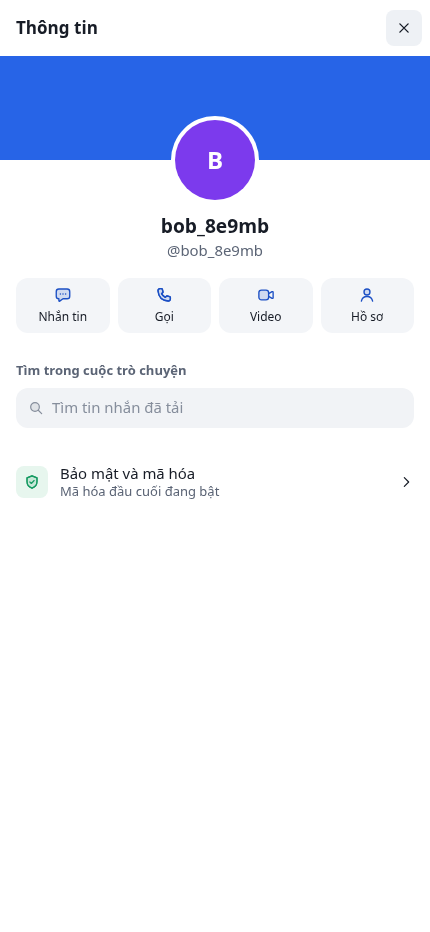 Thông tin
B
bob_8e9mb
@bob_8e9mb
Nhắn tin
Gọi
Video
Hồ sơ
Tìm trong cuộc trò chuyện
Tìm tin nhắn đã tải
Bảo mật và mã hóa
Mã hóa đầu cuối đang bật